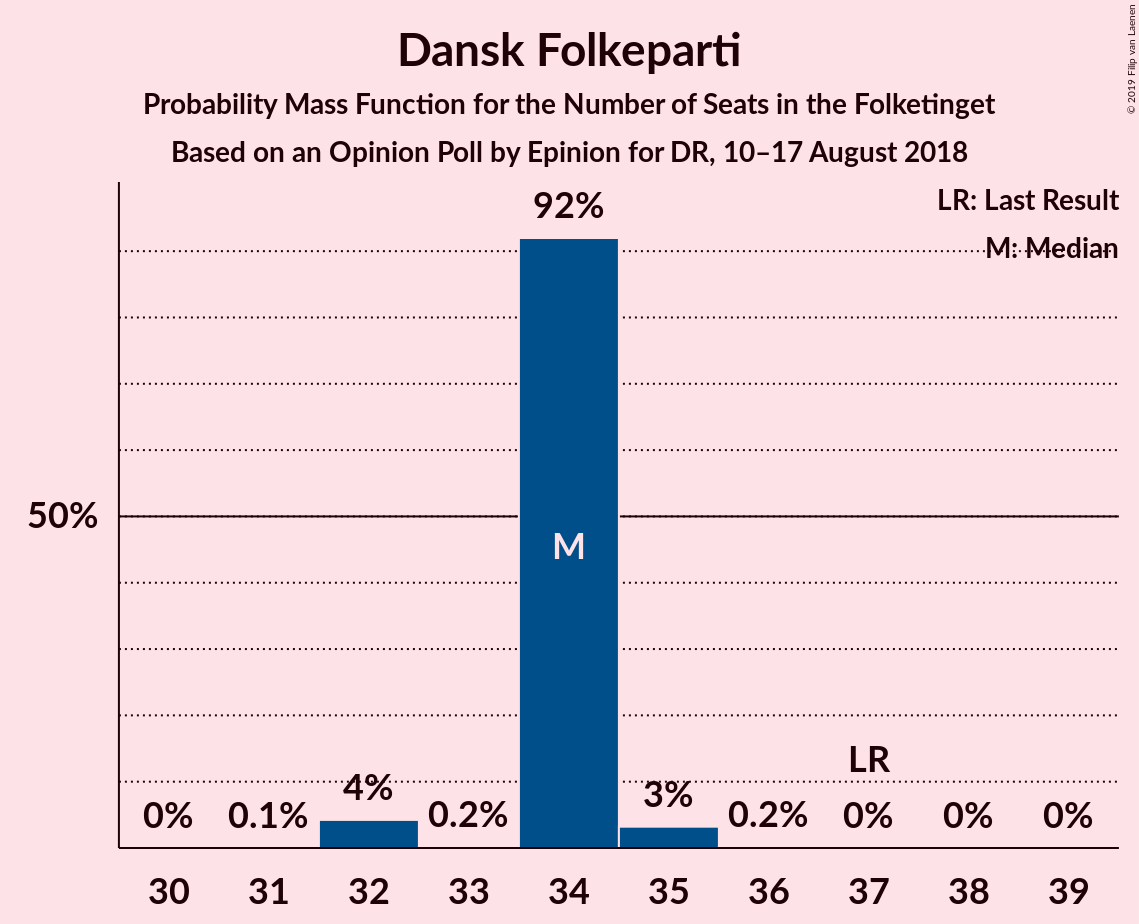 Dansk Folkeparti
Probability Mass Function for the Number of Seats in the Folketinget
Based on an Opinion Poll by Epinion for DR, 10–17 August 2018
© 2019 Filip van Laenen
LR: Last Result
M: Median
92%
50%
M
LR
0% 0.1% 4% 0.2% 3% 0.2% 0% 0% 0%
30 31 32 33 34 35 36 37 38 39